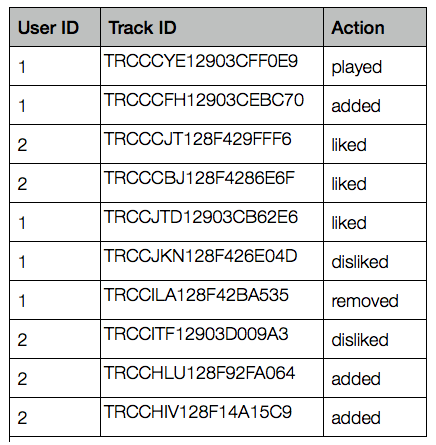 User ID Track ID Action
1 TRCCCYE12903CFF0E9 played
1 TRCCCFH12903CEBC70 added
2 TRCCCJT128F429FFF6 liked
2 TRCCCBJ128F4286E6F liked
1 TRCCJTD12903CB62E6 liked
1 TRCCJKN128F426E04D disliked
1 TRCCILA128F42BA535 removed
2 TRCCITF12903D009A3 disliked
2 TRCCHLU128F92FA064 added
2 TRCCHIV128F14A15C9 added